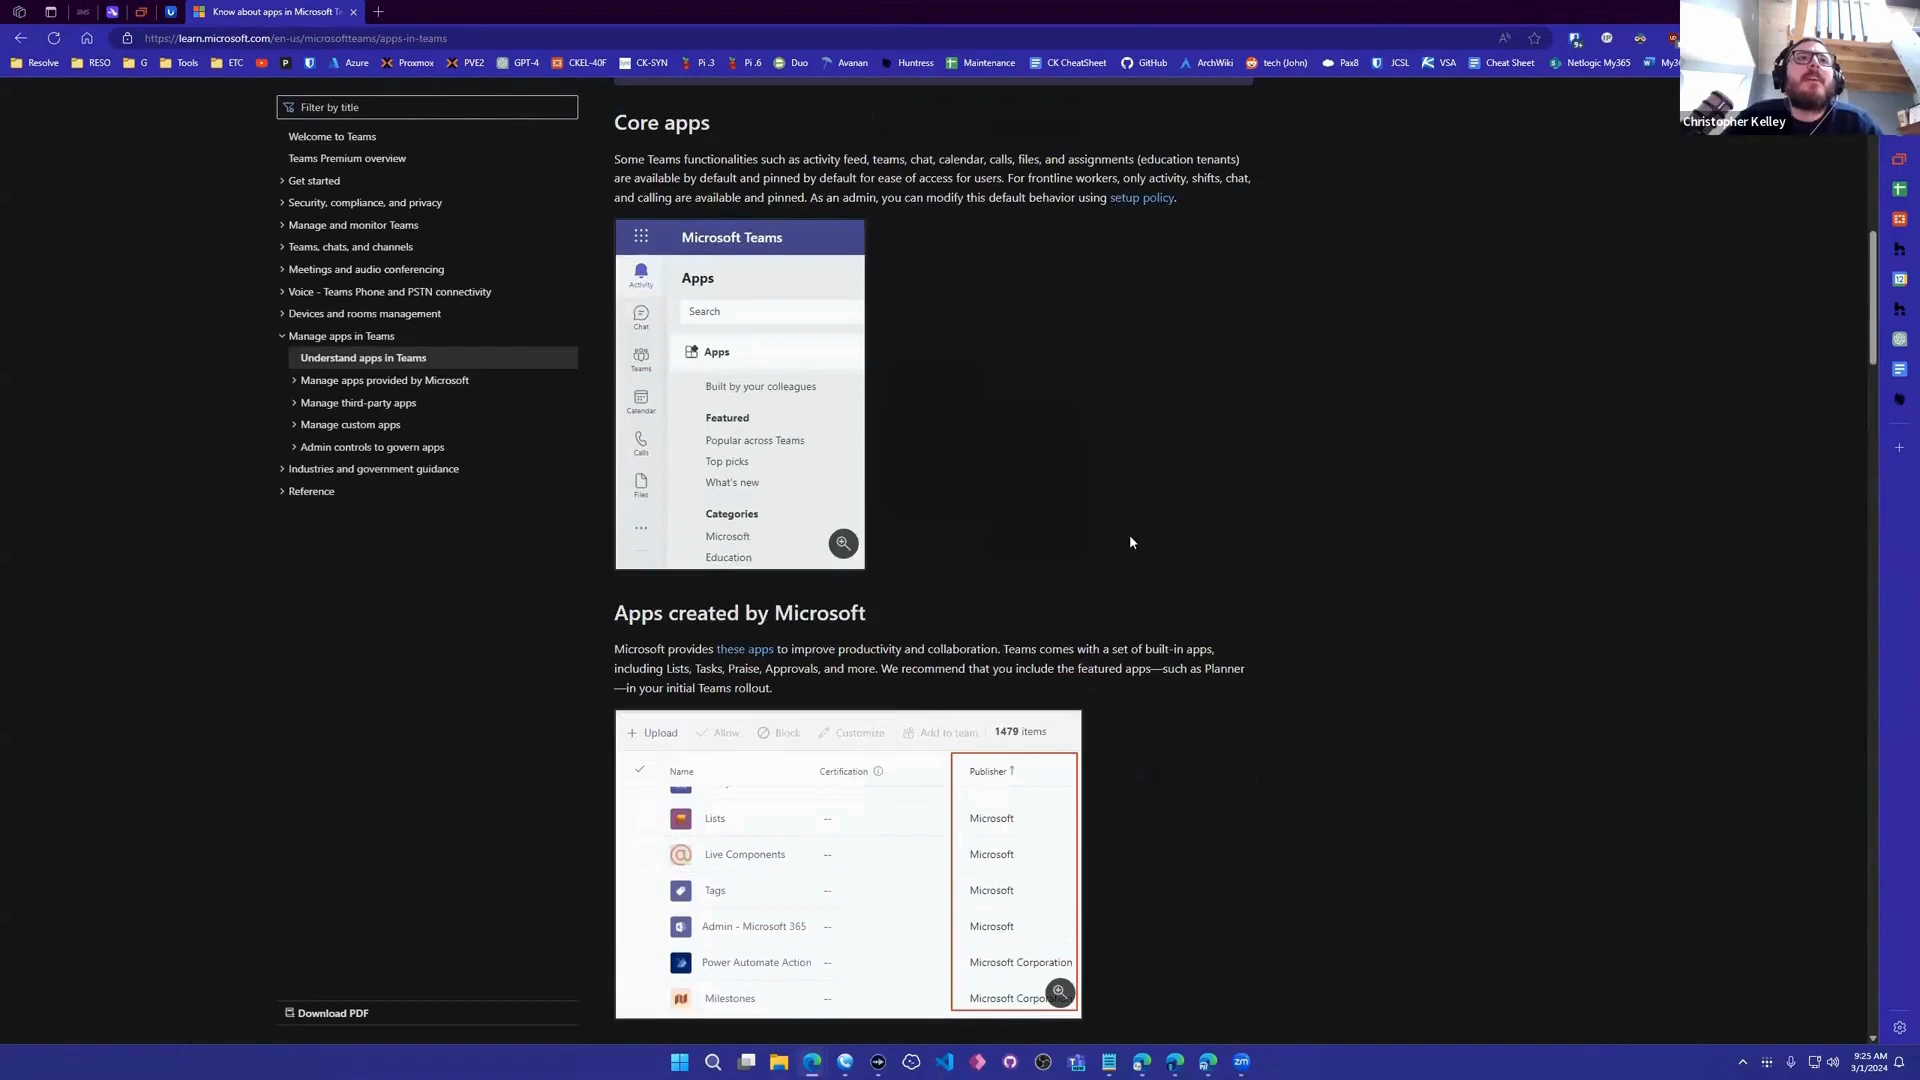 Know about apps in Microsoft Te
https://learn.microsoft.com/en-us/microsoftteams/apps-in-teams
Resolve
RESO
G
Tools
ETC
Azure
Proxmox
PVE2
GPT-4
CKEL-40F
CK-SYN
Pi .3
Pi .6
Duo
Avanan
Huntress
Maintenance
CK CheatSheet
GitHub
ArchWiki
tech (John)
Pax8
JCSL
VSA
Cheat Sheet
Netlogic My365
Christopher Kelley
Filter by title
Welcome to Teams
Teams Premium overview
Get started
Security, compliance, and privacy
Manage and monitor Teams
Teams, chats, and channels
Meetings and audio conferencing
Voice - Teams Phone and PSTN connectivity
Devices and rooms management
Manage apps in Teams
Understand apps in Teams
Manage apps provided by Microsoft
Manage third-party apps
Manage custom apps
Admin controls to govern apps
Industries and government guidance
Reference
Download PDF
Core apps
Some Teams functionalities such as activity feed, teams, chat, calendar, calls, files, and assignments (education tenants)
are available by default and pinned by default for ease of access for users. For frontline workers, only activity, shifts, chat,
and calling are available and pinned. As an admin, you can modify this default behavior using setup policy.
Microsoft Teams
Activity
Chat
Teams
Calendar
Calls
Files
Apps
Search
Apps
Built by your colleagues
Featured
Popular across Teams
Top picks
What's new
Categories
Microsoft
Education
Apps created by Microsoft
Microsoft provides these apps to improve productivity and collaboration. Teams comes with a set of built-in apps,
including Lists, Tasks, Praise, Approvals, and more. We recommend that you include the featured apps—such as Planner
—in your initial Teams rollout.
+ Upload Allow Block Customize Add to team 1479 items
Name Certification Publisher ↑
Lists -- Microsoft
Live Components -- Microsoft
Tags -- Microsoft
Admin - Microsoft 365 -- Microsoft
Power Automate Action -- Microsoft Corporation
Milestones -- Microsoft Corporation
9:25 AM
3/1/2024